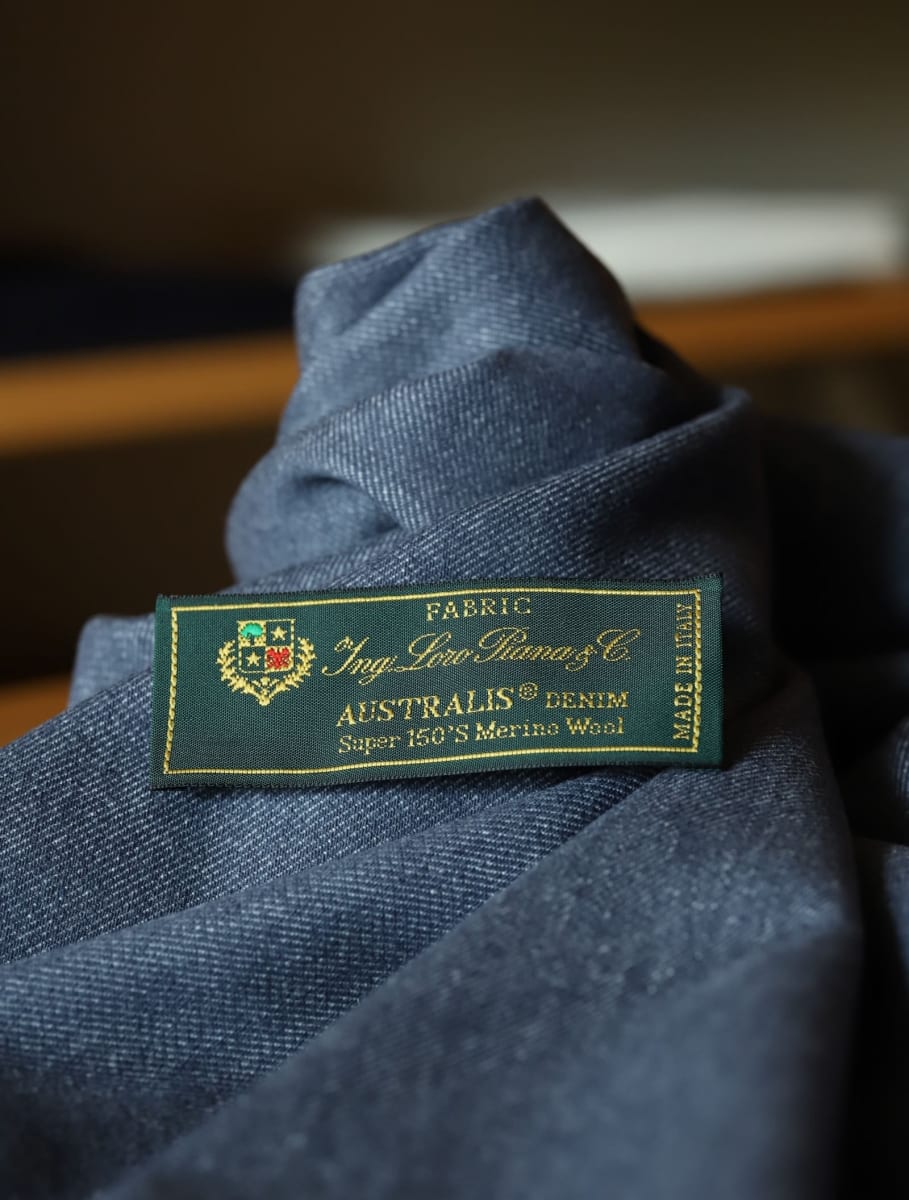 FABRIC
Ing. Loro Piana & C.
AUSTRALIS® DENIM
Super 150'S Merino Wool
MADE IN ITALY